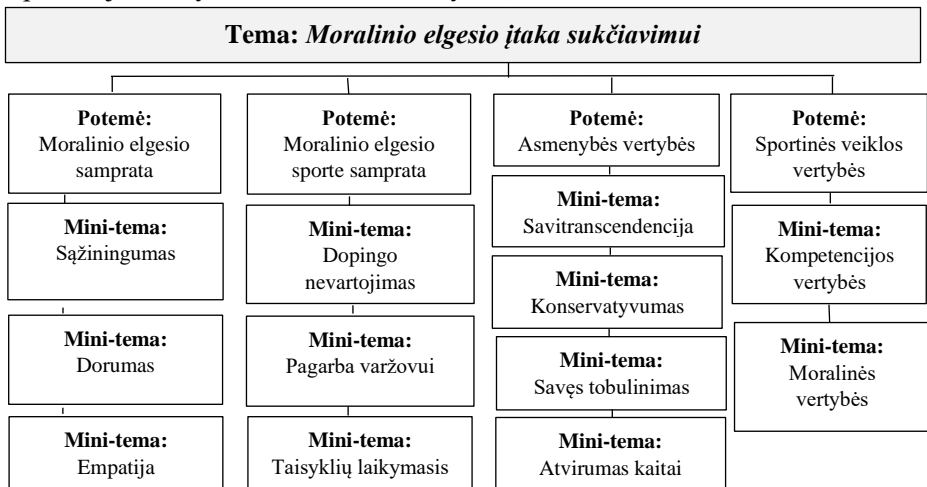 Tema: Moralinio elgesio įtaka sukčiavimui
Potemė:
Moralinio elgesio
samprata
Mini-tema:
Sąžiningumas
Mini-tema:
Dorumas
Mini-tema:
Empatija
Potemė:
Moralinio elgesio
sporte samprata
Mini-tema:
Dopingo
nevartojimas
Mini-tema:
Pagarba varžovui
Mini-tema:
Taisyklių laikymasis
Potemė:
Asmenybės vertybės
Mini-tema:
Savitranscendencija
Mini-tema:
Konservatyvumas
Mini-tema:
Savęs tobulinimas
Mini-tema:
Atvirumas kaitai
Potemė:
Sportinės veiklos
vertybės
Mini-tema:
Kompetencijos
vertybės
Mini-tema:
Moralinės
vertybės